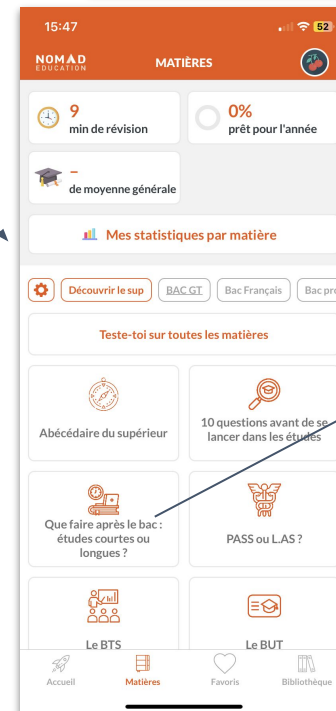 15:47
52
NOMAD
EDUCATION
MATIÈRES
9
min de révision
0%
prêt pour l'année
–
de moyenne générale
Mes statistiques par matière
Découvrir le sup
BAC GT
Bac Français
Bac pro
Teste-toi sur toutes les matières
Abécédaire du supérieur
10 questions avant de se
lancer dans les études
Que faire après le bac :
études courtes ou
longues ?
PASS ou L.AS ?
Le BTS
Le BUT
Accueil
Matières
Favoris
Bibliothèque